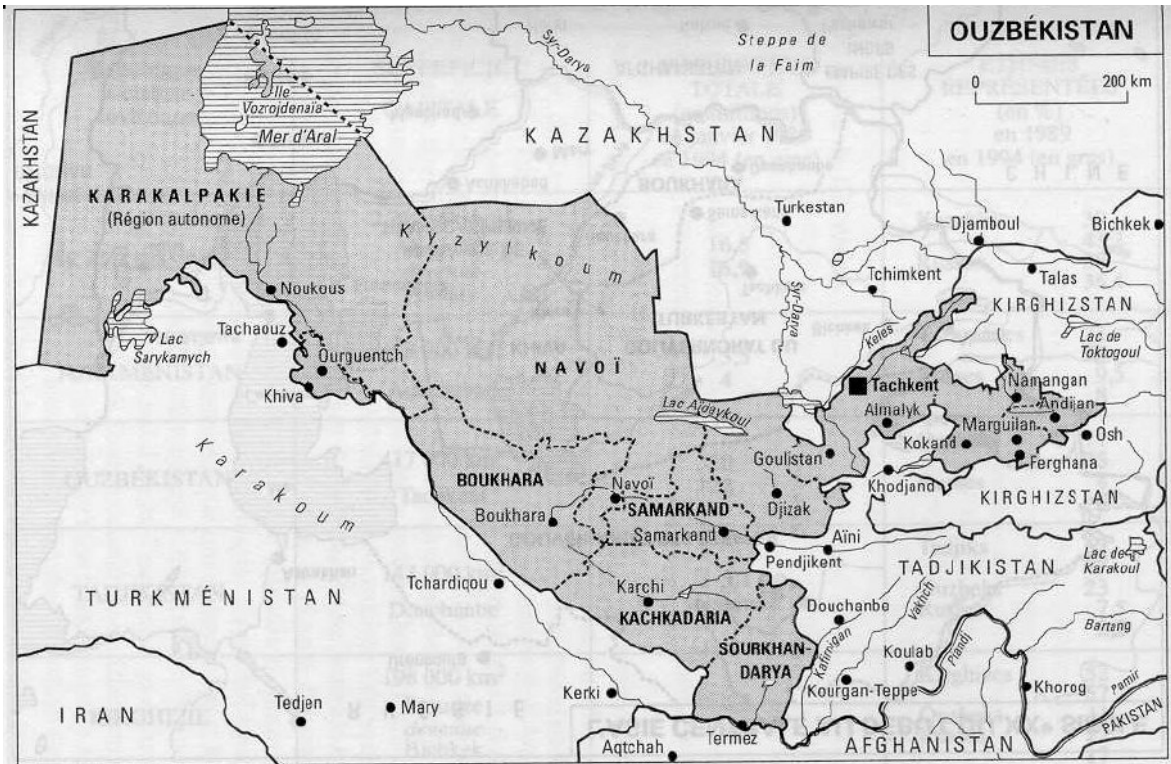 OUZBÉKISTAN
0 200 km
Syr-Darya
Steppe de
la Faim
Ile
Vozrojdenaïa
Mer d'Aral
KAZAKHSTAN
KAZAKHSTAN
KARAKALPAKIE
(Région autonome)
Kyzylkoum
Turkestan
Djamboul
Bichkek
Noukous
Tchimkent
Talas
Syr-Darya
KIRGHIZSTAN
Lac
Sarykamych
Tachaouz
Keles
Lac de
Toktogoul
Ourguentch
NAVOÏ
Khiva
Tachkent
Namangan
Lac Aïdaykoul
Almalyk
Andijan
Marguilan
Kokand
Osh
Karakoum
Goulistan
Ferghana
BOUKHARA
Navoï
Khodjand
KIRGHIZSTAN
SAMARKAND
Djizak
Boukhara
Samarkand
Aïni
Pendjikent
Lac de
Karakoul
TADJIKISTAN
Tchardjoou
Karchi
TURKMÉNISTAN
KACHKADARIA
Douchanbe
Vakhch
Bartang
SOURKHAN-
DARYA
Kafirnigan
Koulab
Piandj
Kerki
Kourgan-Teppe
Khorog
Pamir
Tedjen
Mary
IRAN
PAKISTAN
Termez
Aqtchah
AFGHANISTAN